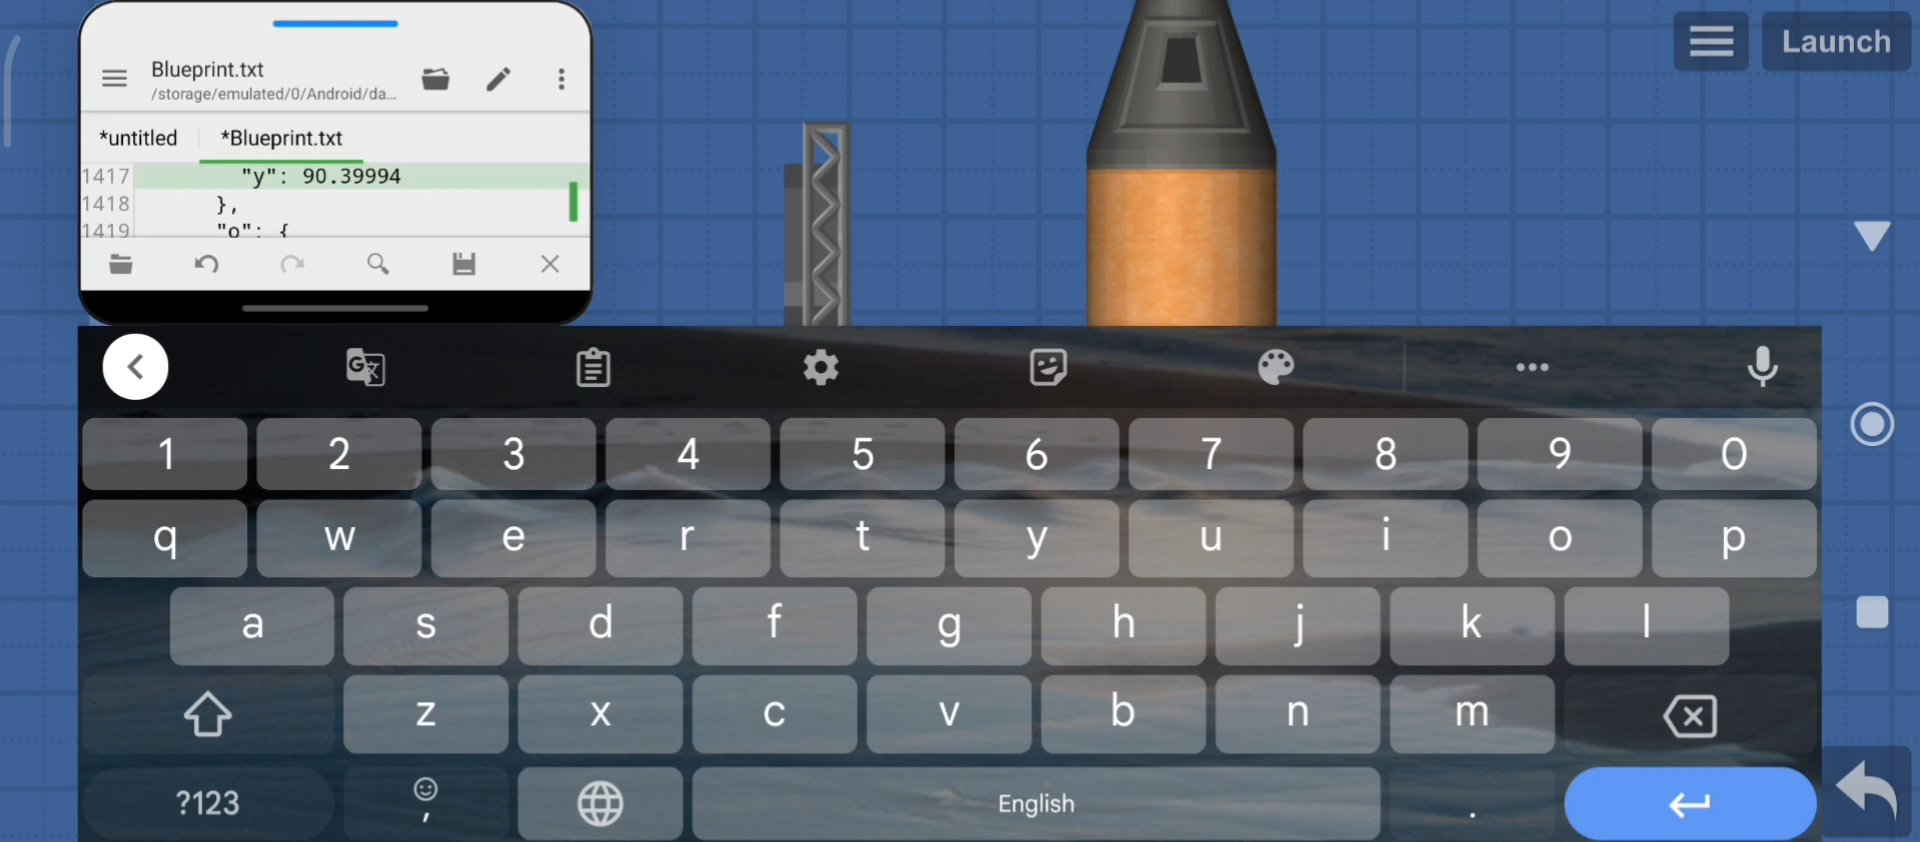 Blueprint.txt
/storage/emulated/0/Android/da...
*untitled
*Blueprint.txt
1417 "y": 90.39994
1418 },
1419 "o": {
Launch
1 2 3 4 5 6 7 8 9 0
q w e r t y u i o p
a s d f g h j k l
z x c v b n m
?123 , English .